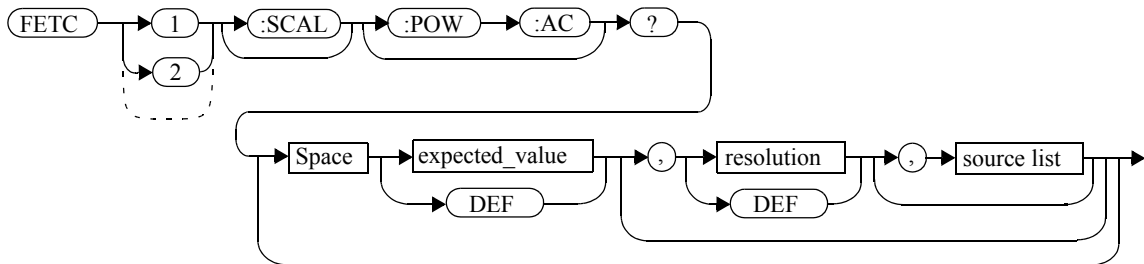 FETC 1 :SCAL :POW :AC ?
2
Space expected_value , resolution , source list
DEF DEF